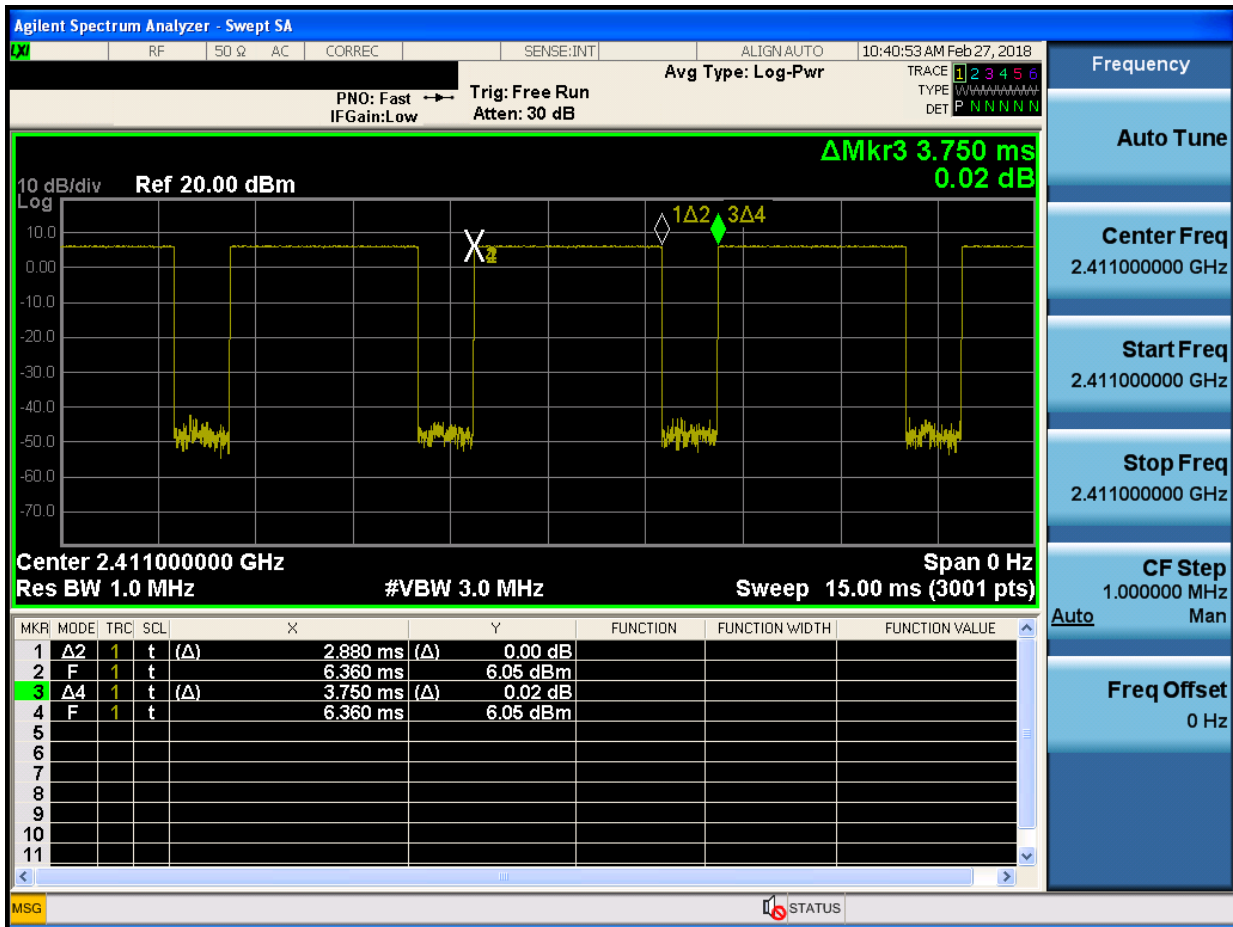 Agilent Spectrum Analyzer - Swept SA
LXI RF 50 Ω AC CORREC SENSE:INT ALIGN AUTO 10:40:53 AM Feb 27, 2018
PNO: Fast
IFGain:Low
Trig: Free Run
Atten: 30 dB
Avg Type: Log-Pwr
TRACE 1 2 3 4 5 6
TYPE
DET P N N N N N
ΔMkr3 3.750 ms
0.02 dB
10 dB/div
Log
Ref 20.00 dBm
1Δ2 3Δ4
10.0
0.00
-10.0
-20.0
-30.0
-40.0
-50.0
-60.0
-70.0
Center 2.411000000 GHz Span 0 Hz
Res BW 1.0 MHz #VBW 3.0 MHz Sweep 15.00 ms (3001 pts)
MKR MODE TRC SCL X Y FUNCTION FUNCTION WIDTH FUNCTION VALUE
1 Δ2 1 t (Δ) 2.880 ms (Δ) 0.00 dB
2 F 1 t 6.360 ms 6.05 dBm
3 Δ4 1 t (Δ) 3.750 ms (Δ) 0.02 dB
4 F 1 t 6.360 ms 6.05 dBm
5
6
7
8
9
10
11
MSG STATUS
Frequency
Auto Tune
Center Freq
2.411000000 GHz
Start Freq
2.411000000 GHz
Stop Freq
2.411000000 GHz
CF Step
1.000000 MHz
Auto Man
Freq Offset
0 Hz